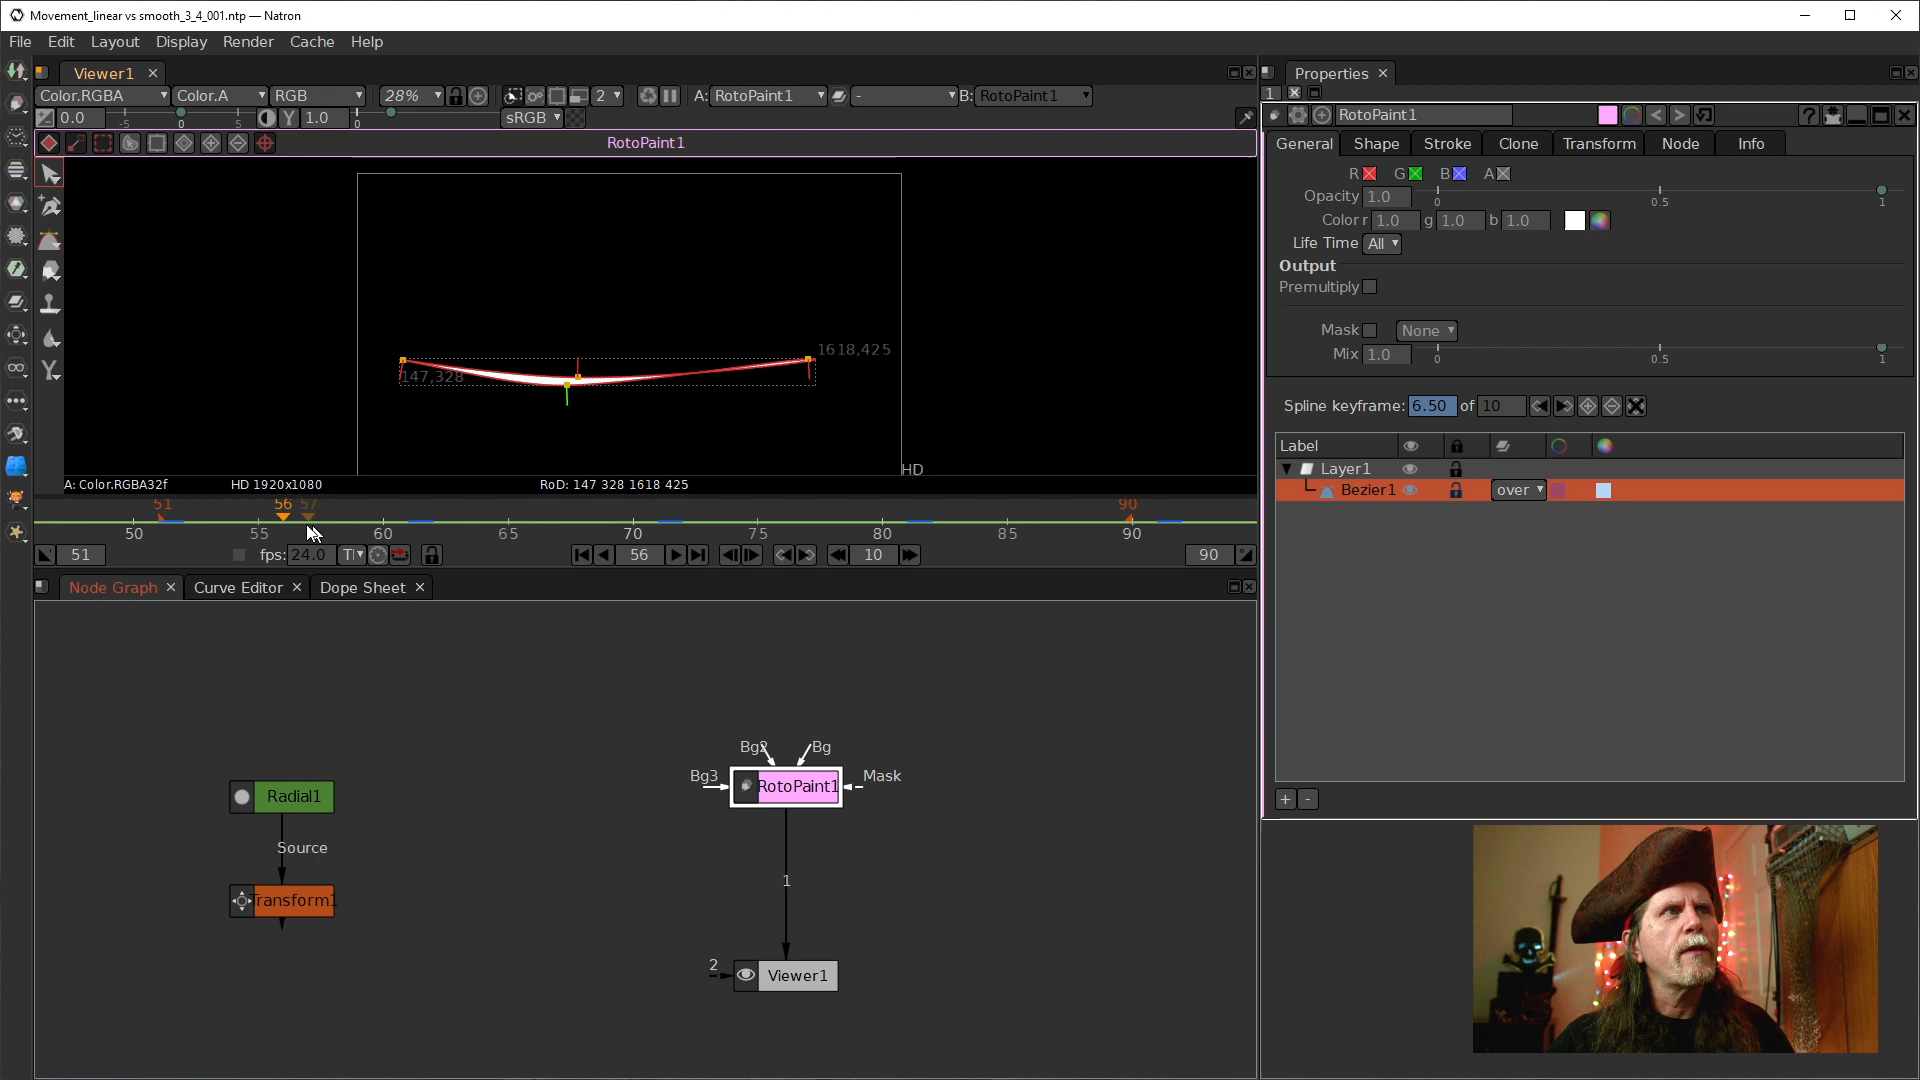 Movement_linear vs smooth_3_4_001.ntp — Natron
File Edit Layout Display Render Cache Help
Viewer1
Properties
Color.RGBA Color.A RGB 28% 2 A: RotoPaint1 - B: RotoPaint1
1
0.0 -5 0 5 Y 1.0 0 sRGB
RotoPaint1
RotoPaint1
General Shape Stroke Clone Transform Node Info
R G B A
Opacity 1.0 0 0.5 1
Color r 1.0 g 1.0 b 1.0
Life Time All
Output
Premultiply
Mask None
Mix 1.0 0 0.5 1
1618,425
147,328
HD
Spline keyframe: 6.50 of 10
Label
Layer1
Bezier1 over
A: Color.RGBA32f HD 1920x1080 RoD: 147 328 1618 425
51 56 57 90
50 55 60 65 70 75 80 85 90
51 fps: 24.0 56 10 90
Node Graph Curve Editor Dope Sheet
+ -
Bg2 Bg
Bg3 RotoPaint1 Mask
Radial1
Source
1
Transform1
2 Viewer1